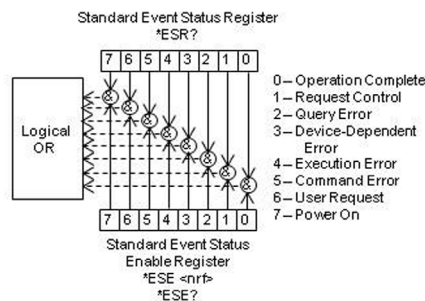 Standard Event Status Register
*ESR?
7 6 5 4 3 2 1 0
& & & & & & & &
Logical
OR
0 – Operation Complete
1 – Request Control
2 – Query Error
3 – Device-Dependent
Error
4 – Execution Error
5 – Command Error
6 – User Request
7 – Power On
7 6 5 4 3 2 1 0
Standard Event Status
Enable Register
*ESE <nrf>
*ESE?